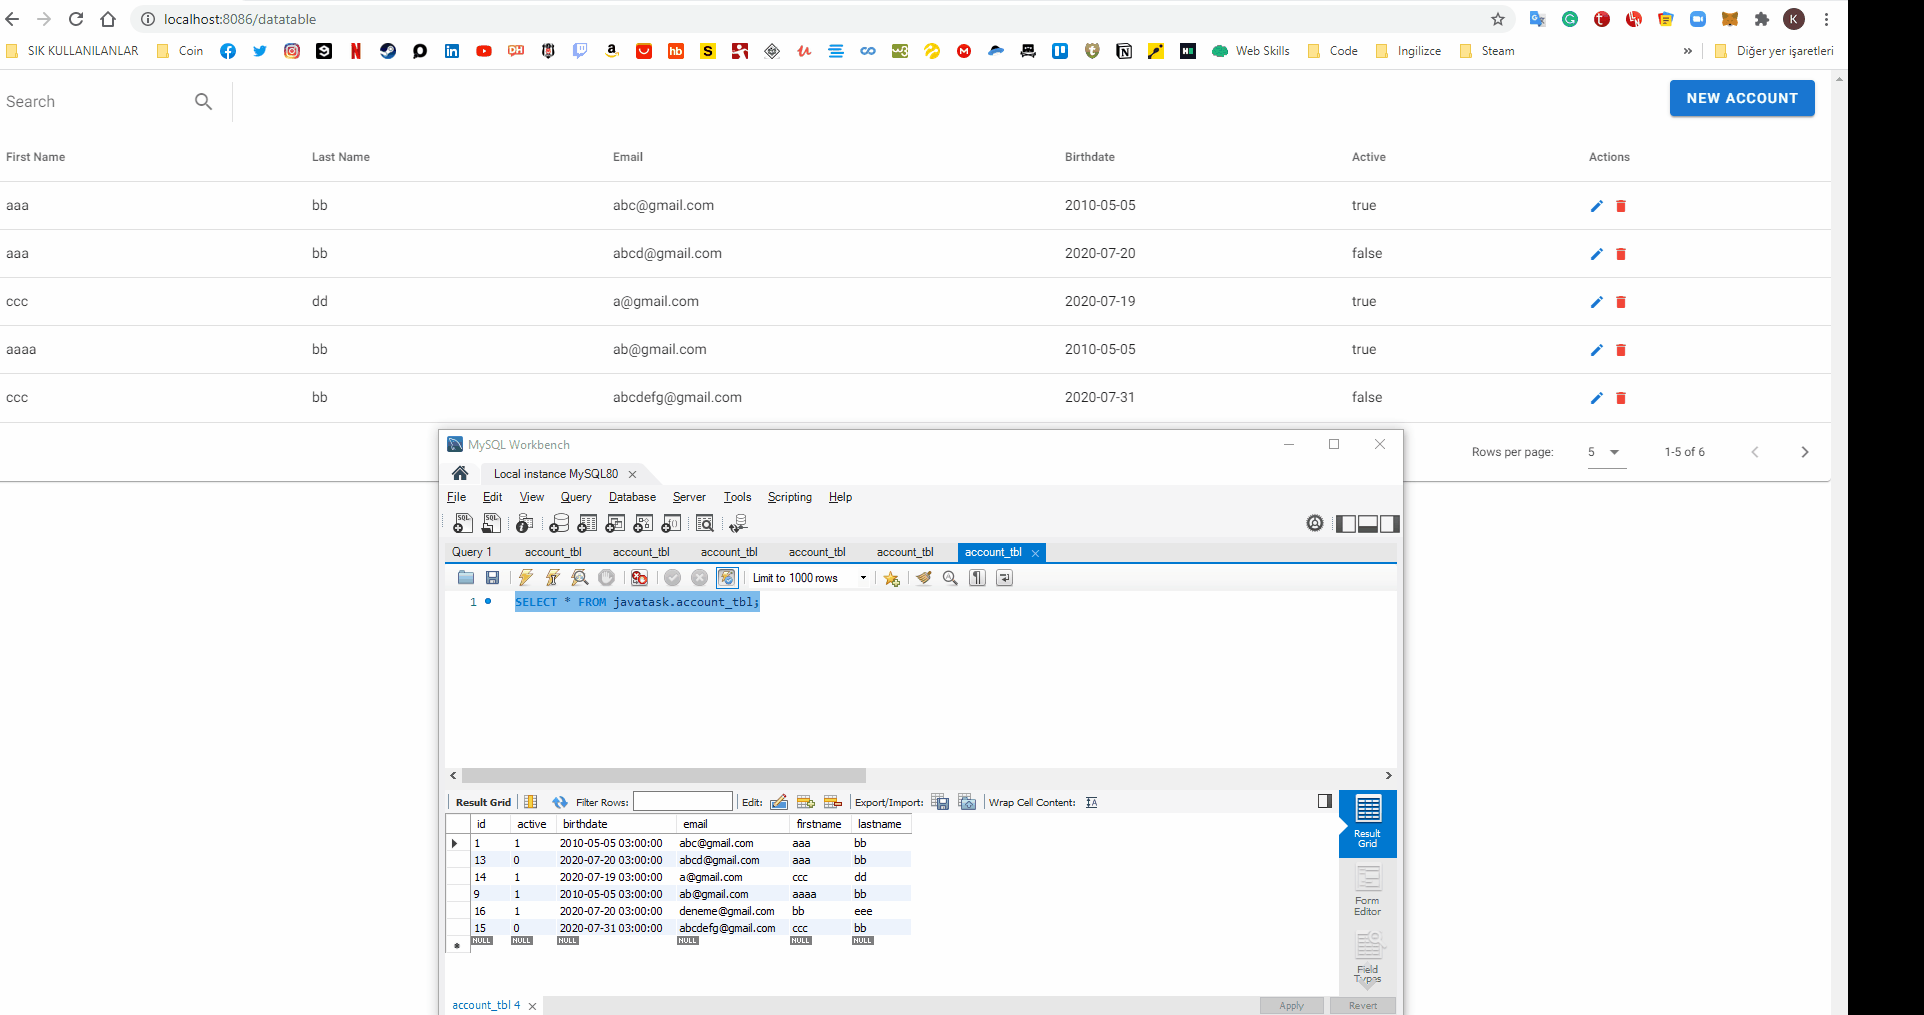 localhost:8086/datatable
K
SIK KULLANILANLAR Coin Web Skills Code Ingilizce Steam » Diğer yer işaretleri
Search
NEW ACCOUNT
First Name Last Name Email Birthdate Active Actions
aaa bb abc@gmail.com 2010-05-05 true
aaa bb abcd@gmail.com 2020-07-20 false
ccc dd a@gmail.com 2020-07-19 true
aaaa bb ab@gmail.com 2010-05-05 true
ccc bb abcdefg@gmail.com 2020-07-31 false
Rows per page: 5 1-5 of 6
MySQL Workbench
Local instance MySQL80
File Edit View Query Database Server Tools Scripting Help
Query 1 account_tbl account_tbl account_tbl account_tbl account_tbl account_tbl
Limit to 1000 rows
1 SELECT * FROM javatask.account_tbl;
Result Grid Filter Rows: Edit: Export/Import: Wrap Cell Content:
id active birthdate email firstname lastname
1 1 2010-05-05 03:00:00 abc@gmail.com aaa bb
13 0 2020-07-20 03:00:00 abcd@gmail.com aaa bb
14 1 2020-07-19 03:00:00 a@gmail.com ccc dd
9 1 2010-05-05 03:00:00 ab@gmail.com aaaa bb
16 1 2020-07-20 03:00:00 deneme@gmail.com bb eee
15 0 2020-07-31 03:00:00 abcdefg@gmail.com ccc bb
NULL NULL NULL NULL NULL NULL
Result
Grid
Form
Editor
Field
Types
account_tbl 4
Apply Revert